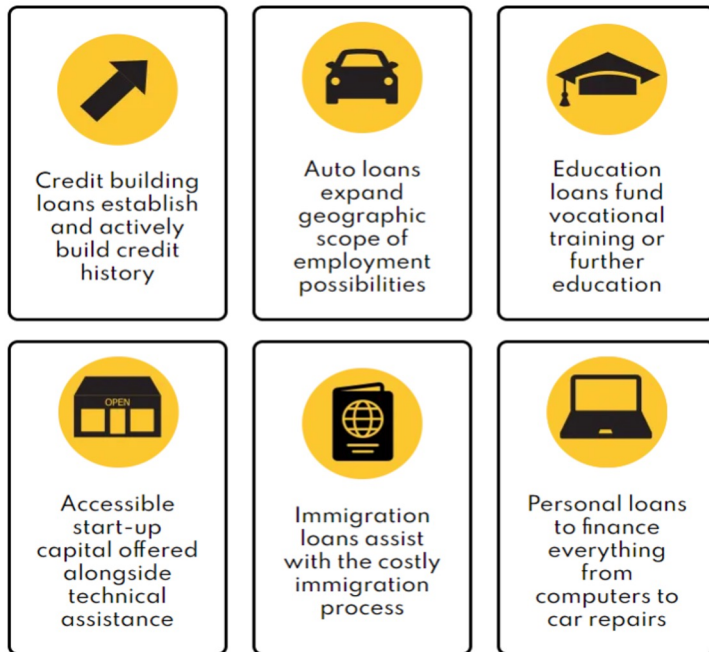 Credit building
loans establish
and actively
build credit
history
Auto loans
expand
geographic
scope of
employment
possibilities
Education
loans fund
vocational
training or
further
education
OPEN
Accessible
start-up
capital offered
alongside
technical
assistance
Immigration
loans assist
with the costly
immigration
process
Personal loans
to finance
everything
from
computers to
car repairs